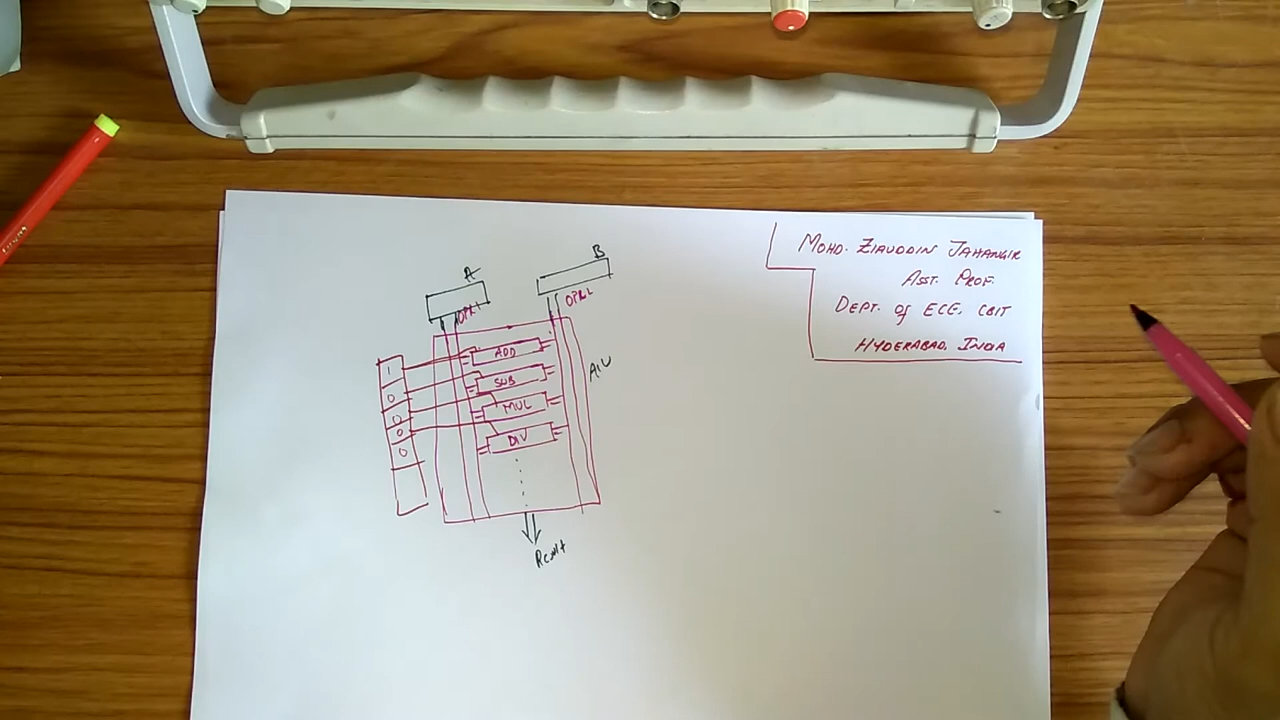 MOHD. ZIAUDDIN JAHANGIR
ASST. PROF.
DEPT. of ECE, CBIT
HYDERABAD, INDIA
A
B
OPR1
OPR2
ADD
SUB
MUL
DIV
ALU
1
0
0
0
0
Result